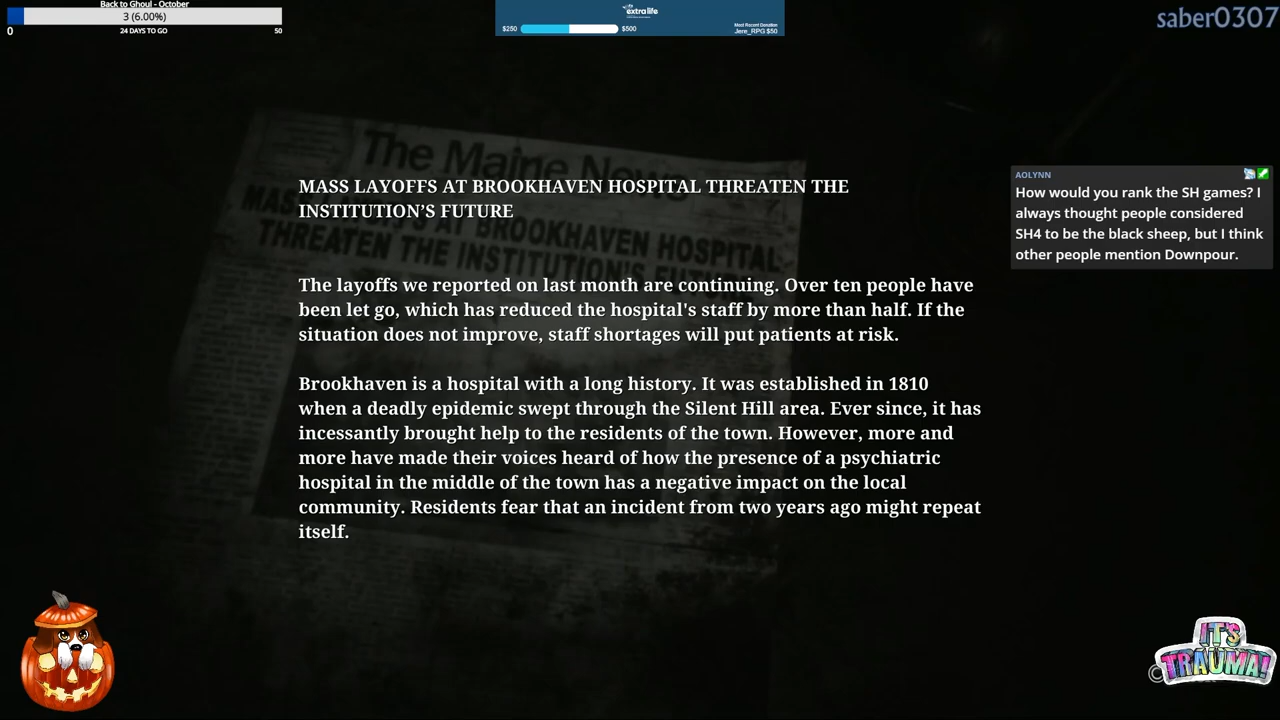 Back to Ghoul - October
3 (6.00%)
0
24 DAYS TO GO
50
extralife
$250
$500
Most Recent Donation
Jere_RPG $50
saber0307
The Maine News
MASS LAYOFFS AT BROOKHAVEN HOSPITAL
THREATEN THE INSTITUTION'S FUTURE
MASS LAYOFFS AT BROOKHAVEN HOSPITAL THREATEN THE
INSTITUTION'S FUTURE
The layoffs we reported on last month are continuing. Over ten people have
been let go, which has reduced the hospital's staff by more than half. If the
situation does not improve, staff shortages will put patients at risk.
Brookhaven is a hospital with a long history. It was established in 1810
when a deadly epidemic swept through the Silent Hill area. Ever since, it has
incessantly brought help to the residents of the town. However, more and
more have made their voices heard of how the presence of a psychiatric
hospital in the middle of the town has a negative impact on the local
community. Residents fear that an incident from two years ago might repeat
itself.
AOLYNN
How would you rank the SH games? I
always thought people considered
SH4 to be the black sheep, but I think
other people mention Downpour.
IT'S
TRAUMA!
©